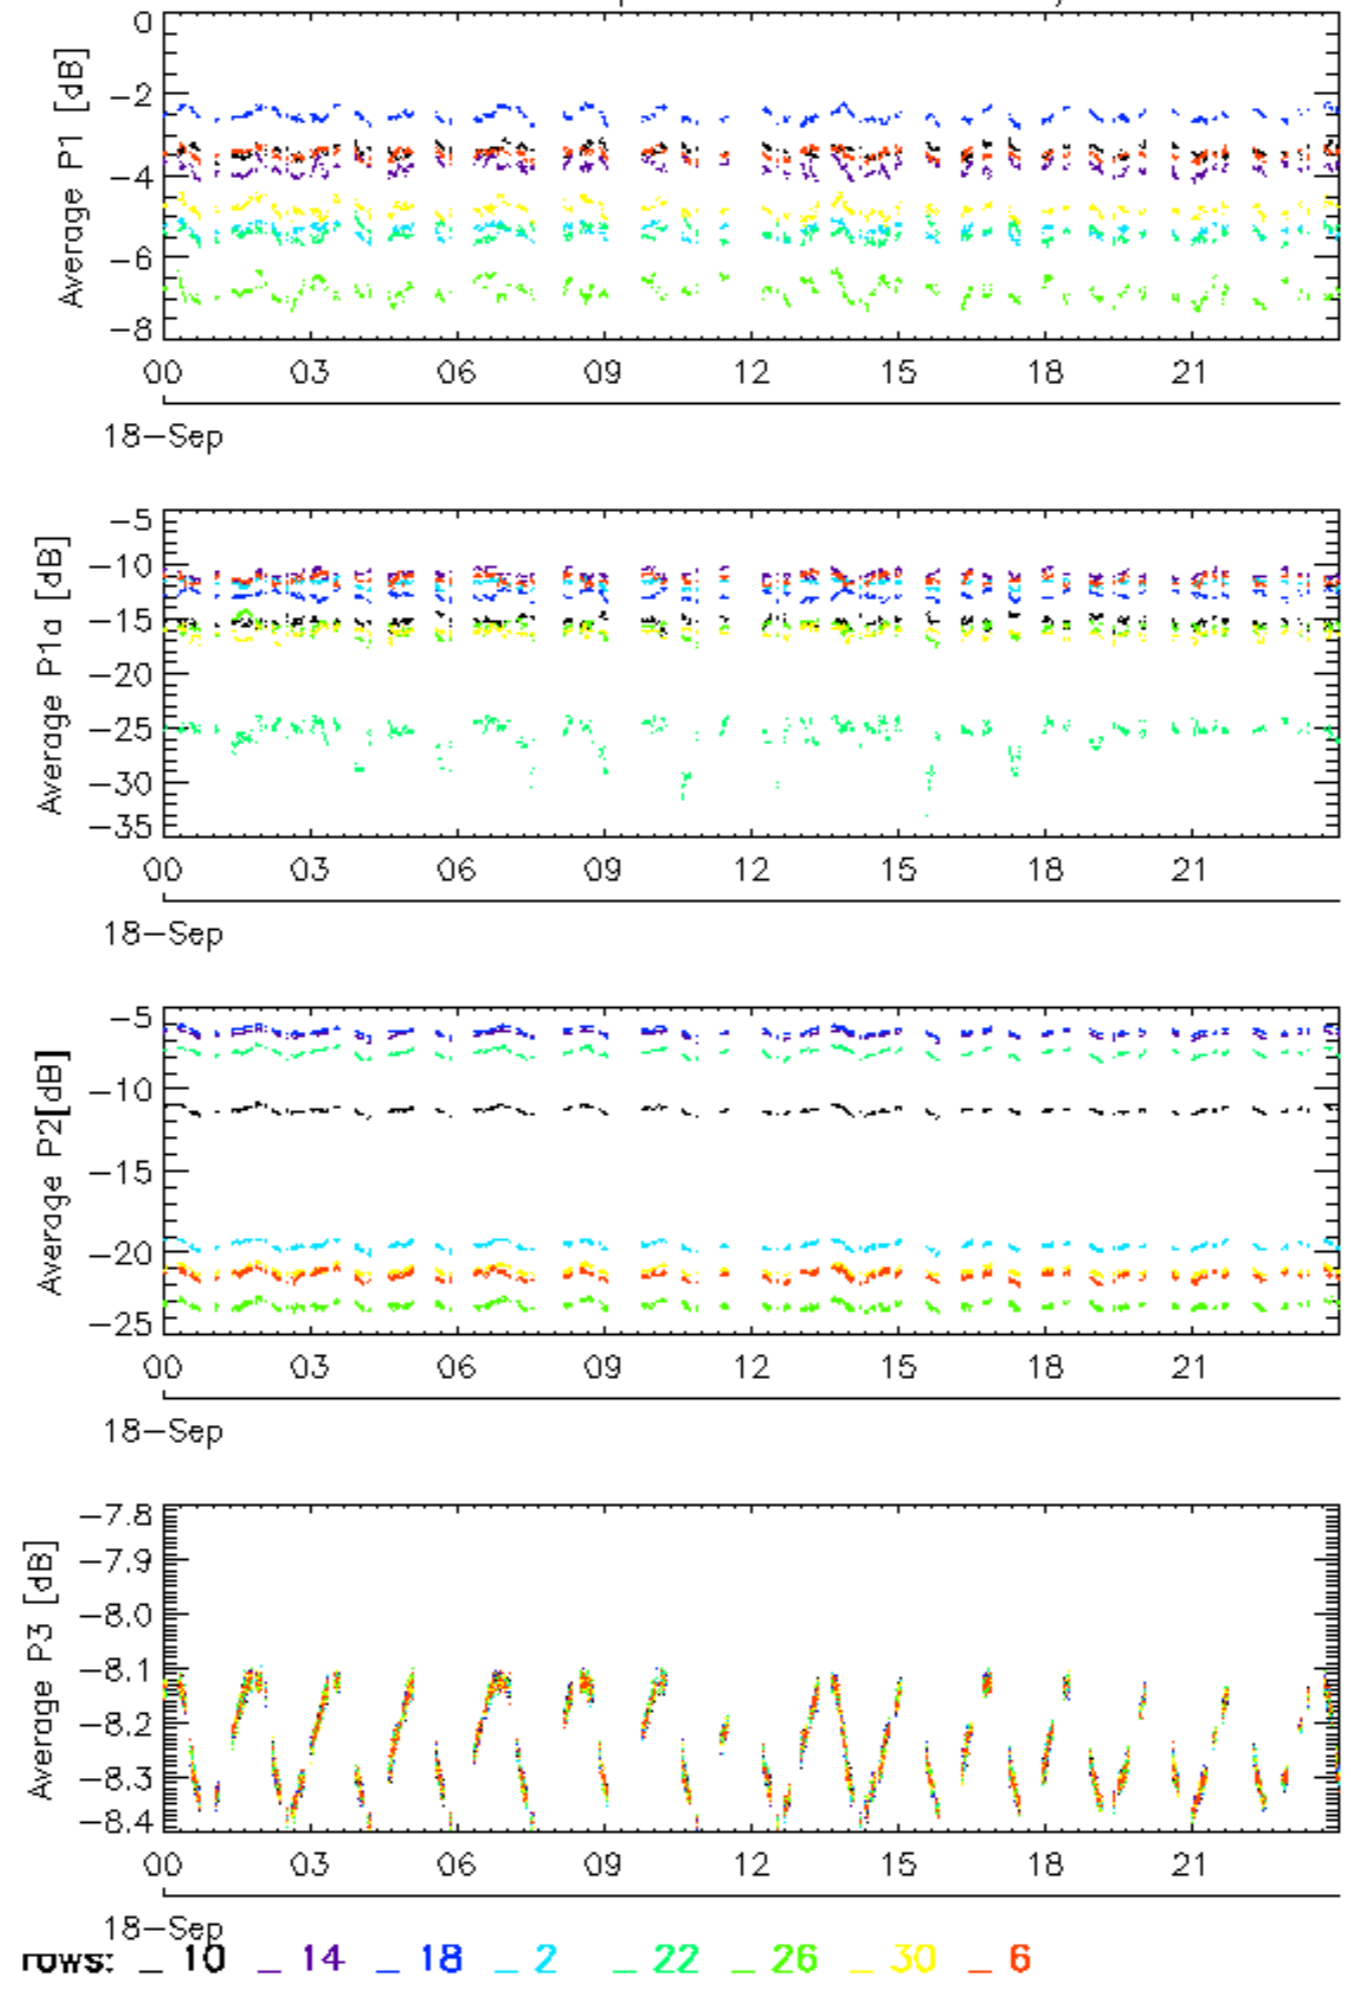 Average P1 [dB]
0
-2
-4
-6
-8
00 03 06 09 12 15 18 21
18-Sep
Average P1a [dB]
-5
-10
-15
-20
-25
-30
-35
00 03 06 09 12 15 18 21
18-Sep
Average P2[dB]
-5
-10
-15
-20
-25
00 03 06 09 12 15 18 21
18-Sep
Average P3 [dB]
-7.8
-7.9
-8.0
-8.1
-8.2
-8.3
-8.4
00 03 06 09 12 15 18 21
18-Sep
rows: _ 10 _ 14 _ 18 _ 2 _ 22 _ 26 _ 30 _ 6